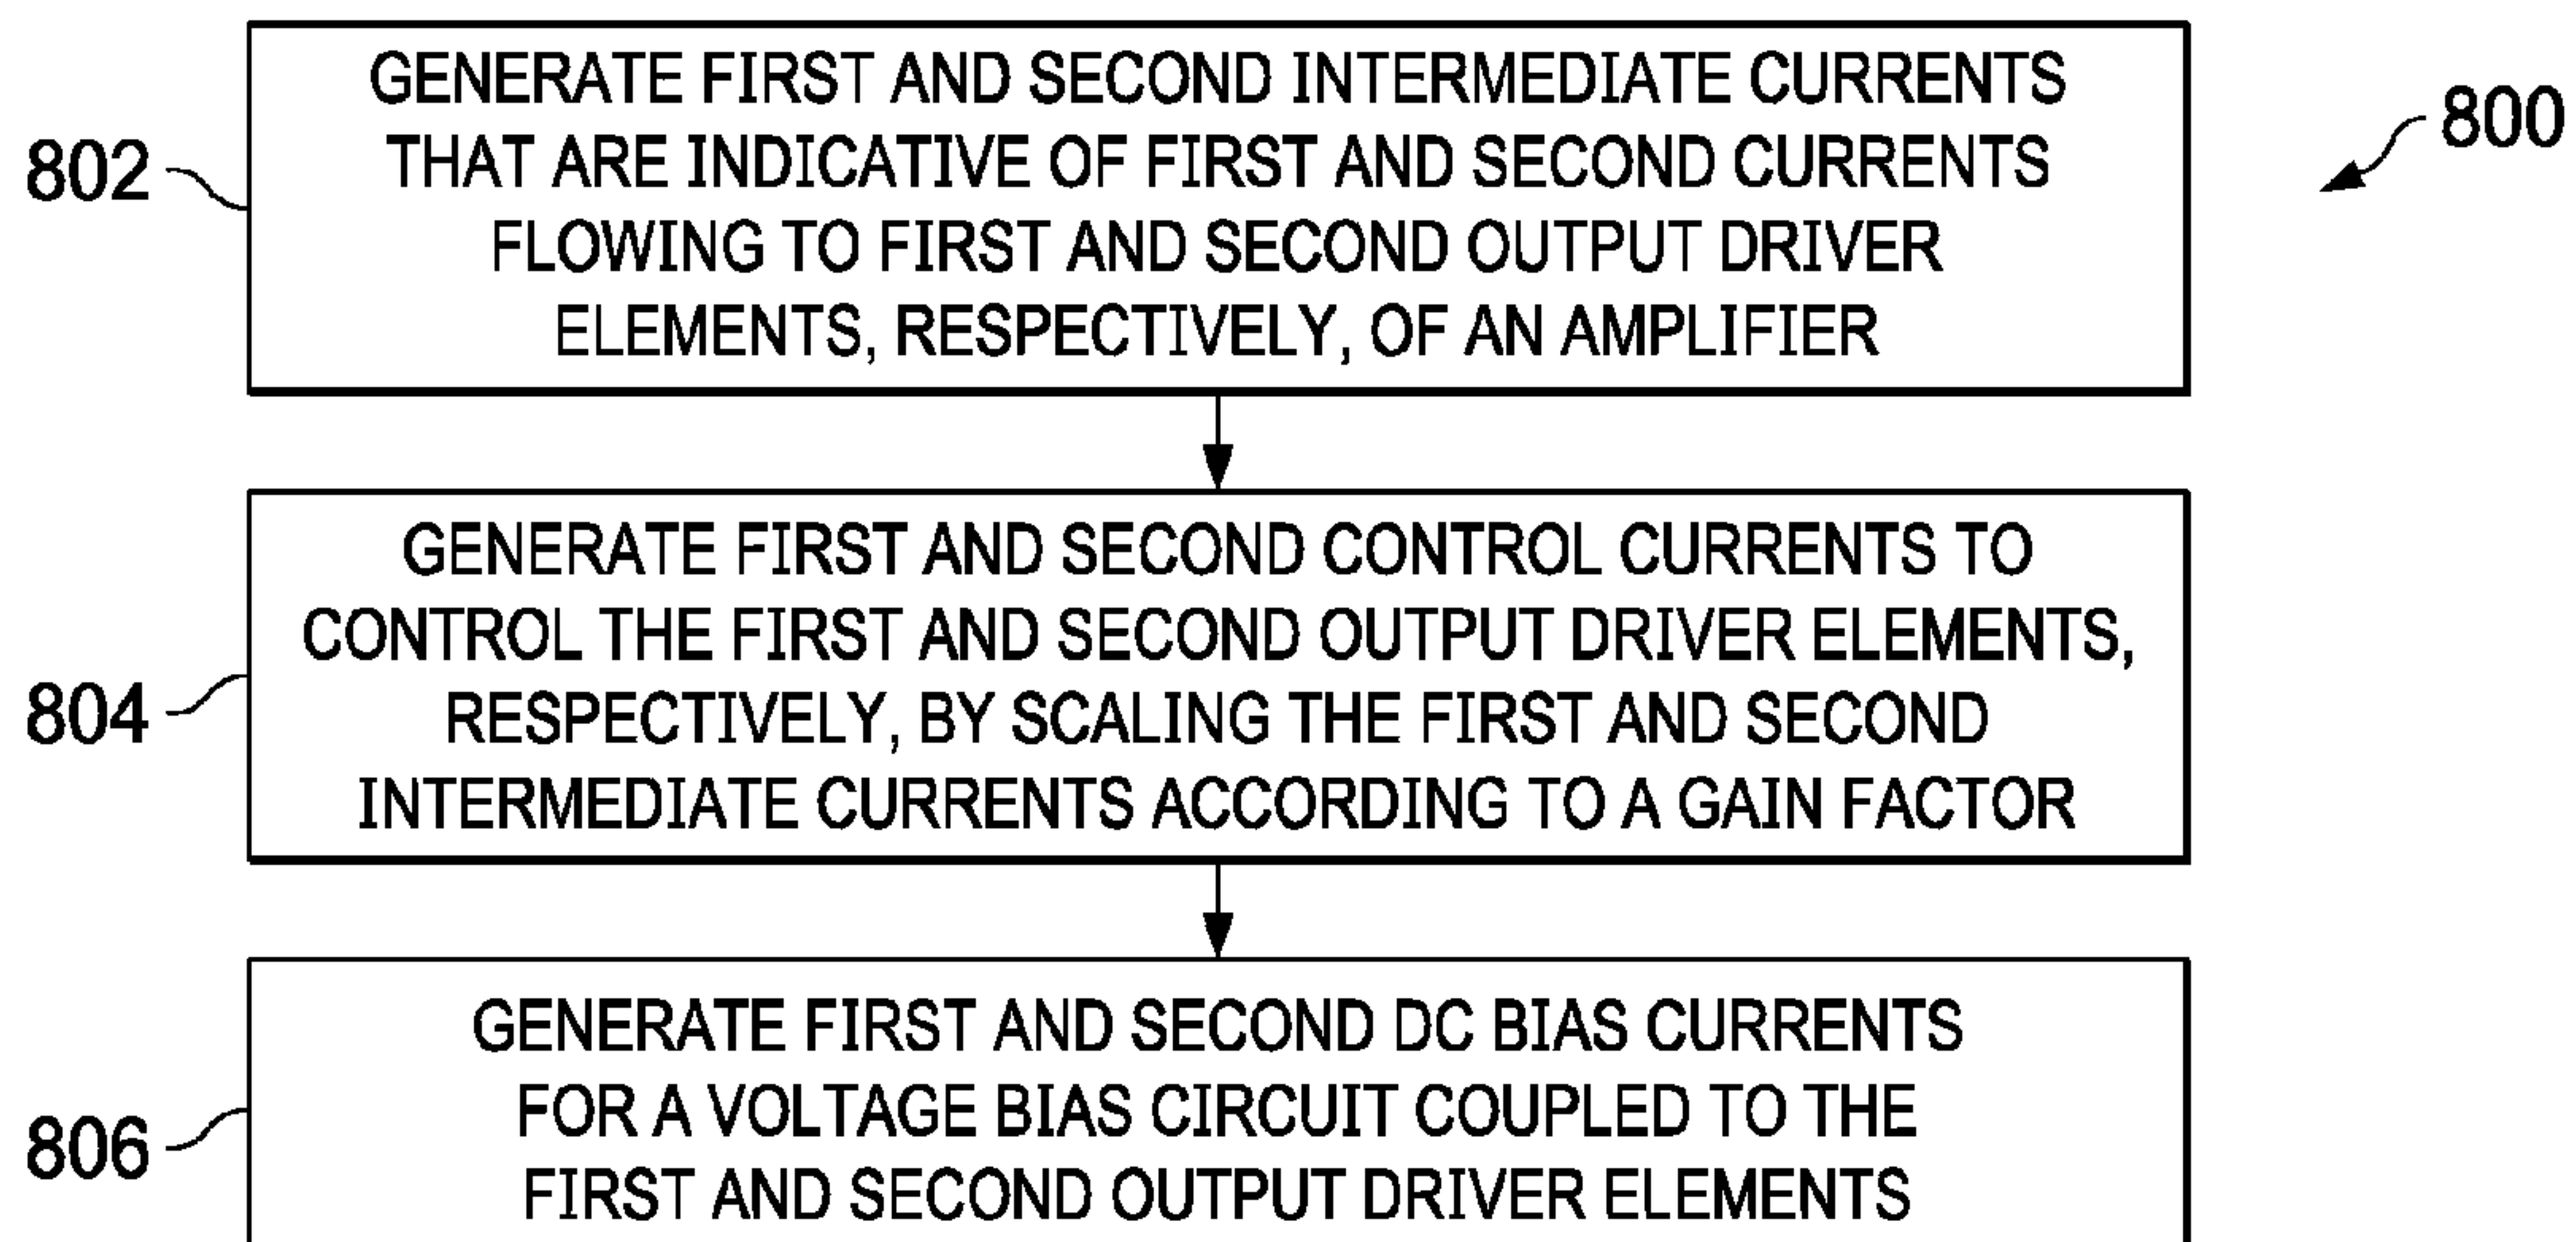 800
802
GENERATE FIRST AND SECOND INTERMEDIATE CURRENTS
THAT ARE INDICATIVE OF FIRST AND SECOND CURRENTS
FLOWING TO FIRST AND SECOND OUTPUT DRIVER
ELEMENTS, RESPECTIVELY, OF AN AMPLIFIER
804
GENERATE FIRST AND SECOND CONTROL CURRENTS TO
CONTROL THE FIRST AND SECOND OUTPUT DRIVER ELEMENTS,
RESPECTIVELY, BY SCALING THE FIRST AND SECOND
INTERMEDIATE CURRENTS ACCORDING TO A GAIN FACTOR
806
GENERATE FIRST AND SECOND DC BIAS CURRENTS
FOR A VOLTAGE BIAS CIRCUIT COUPLED TO THE
FIRST AND SECOND OUTPUT DRIVER ELEMENTS